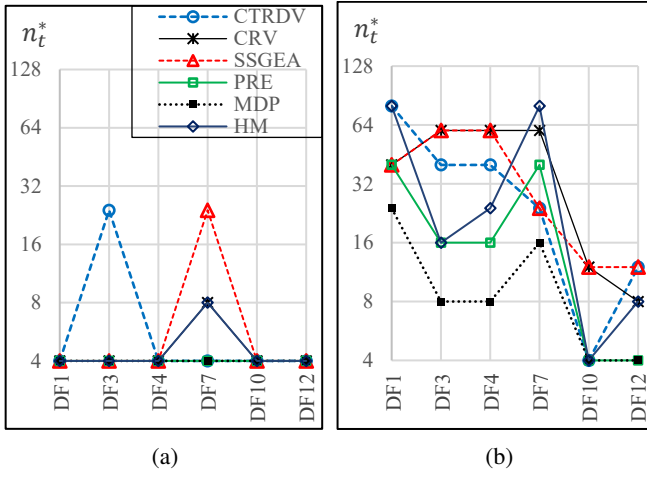 n*t
CTRDV
CRV
SSGEA
PRE
MDP
HM
128
64
32
16
8
4
DF1
DF3
DF4
DF7
DF10
DF12
(a)
n*t
128
64
32
16
8
4
DF1
DF3
DF4
DF7
DF10
DF12
(b)